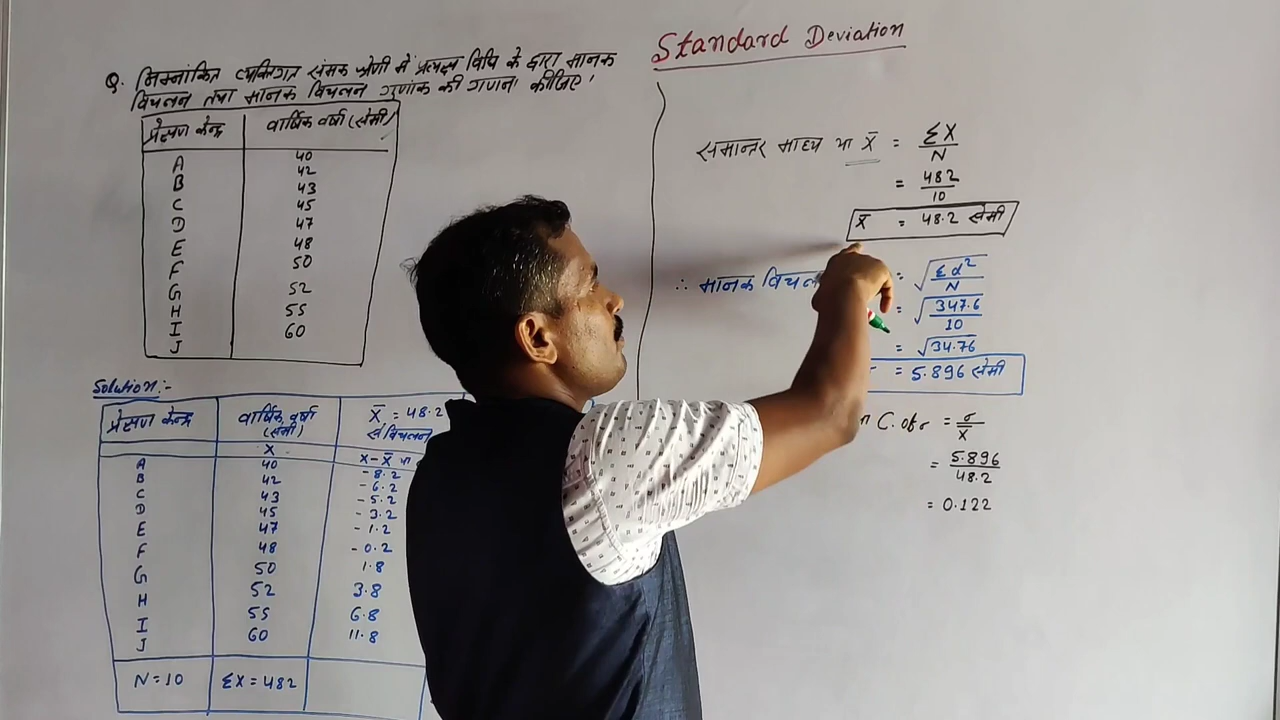 Standard Deviation
Q. निम्नांकित व्यक्तिगत संमक श्रेणी में प्रत्यक्ष विधि के द्वारा मानक
विचलन तथा मानक विचलन गुणांक की गणना कीजिए।
प्रेक्षण केन्द्र वार्षिक वर्षा (सेमी)
A 40
B 42
C 43
D 45
E 47
F 48
G 50
H 52
I 55
J 60
Solution:-
प्रेक्षण केन्द्र वार्षिक वर्षा (सेमी) X̄ = 48.2 से विचलन
X X-X̄ या
A 40 -8.2
B 42 -6.2
C 43 -5.2
D 45 -3.2
E 47 -1.2
F 48 -0.2
G 50 1.8
H 52 3.8
I 55 6.8
J 60 11.8
N = 10 ΣX = 482
समान्तर माध्य या X̄ = ΣX/N
= 482/10
X̄ = 48.2 सेमी
∴ मानक विचल = √Σd²/N
= √347.6/10
= √34.76
= 5.896 सेमी
C. of σ = σ/X̄
= 5.896/48.2
= 0.122